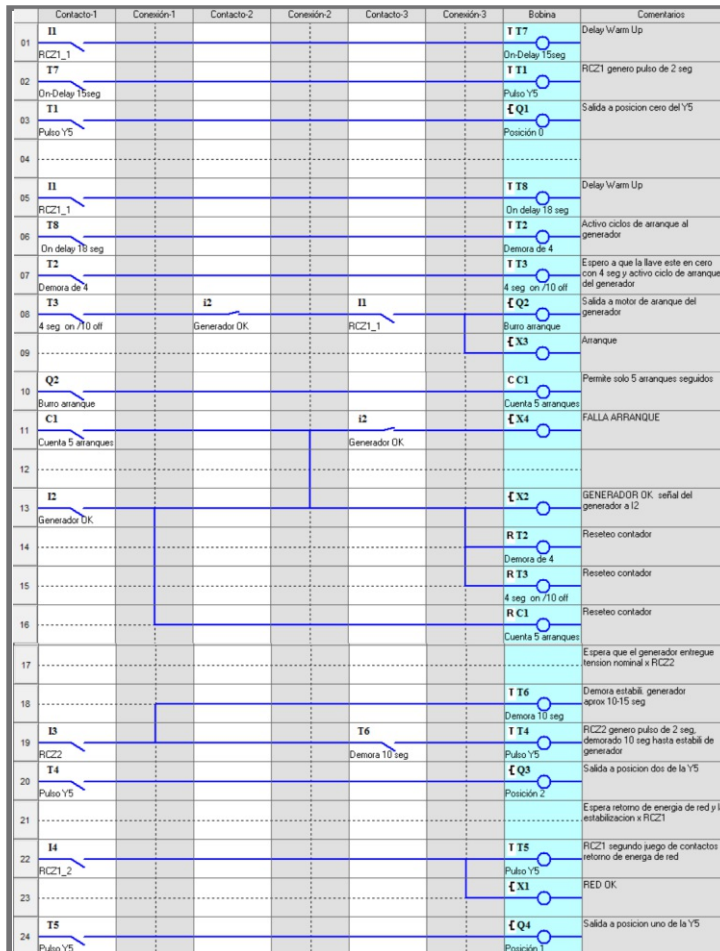 Contacto-1 Conexión-1 Contacto-2 Conexión-2 Contacto-3 Conexión-3 Bobina Comentarios
I1 T T7 Delay Warm Up
01
RCZ1_1 On-Delay 15seg
T7 T T1 RCZ1 genero pulso de 2 seg
02
On-Delay 15seg Pulso Y5
T1 { Q1 Salida a posicion cero del Y5
03
Pulso Y5 Posición 0
04
I1 T T8 Delay Warm Up
05
RCZ1_1 On delay 18 seg
T8 T T2 Activo ciclos de arranque al
06 generador
On delay 18 seg Demora de 4
T2 T T3 Espero a que la llave este en cero
07 con 4 seg y activo ciclo de arranque
Demora de 4 4 seg on /10 off del generador
T3 i2 I1 { Q2 Salida a motor de aranque del
08 generador
4 seg on /10 off Generador OK RCZ1_1 Burro arranque
{ X3 Arranque
09
Q2 C C1 Permite solo 5 arranques seguidos
10
Burro arranque Cuenta 5 arranques
C1 i2 { X4 FALLA ARRANQUE
11
Cuenta 5 arranques Generador OK
12
I2 { X2 GENERADOR OK señal del
13 generador a I2
Generador OK
R T2 Reseteo contador
14
Demora de 4
R T3 Reseteo contador
15
4 seg on /10 off
R C1 Reseteo contador
16
Cuenta 5 arranques
Espera que el generador entregue
17 tension nominal x RCZ2
T T6 Demora estabili. generador
18 aprox 10-15 seg
Demora 10 seg
I3 T6 T T4 RCZ2 genero pulso de 2 seg,
19 demorado 10 seg hasta estabili de
RCZ2 Demora 10 seg Pulso Y5 generador
T4 { Q3 Salida a posicion dos de la Y5
20
Pulso Y5 Posición 2
Espera retorno de energia de red y l
21 estabilizacion x RCZ1
I4 T T5 RCZ1 segundo juego de contactos
22 retorno de energa de red
RCZ1_2 Pulso Y5
{ X1 RED OK
23
T5 { Q4 Salida a posicion uno de la Y5
24
Pulso Y5 Posición 1